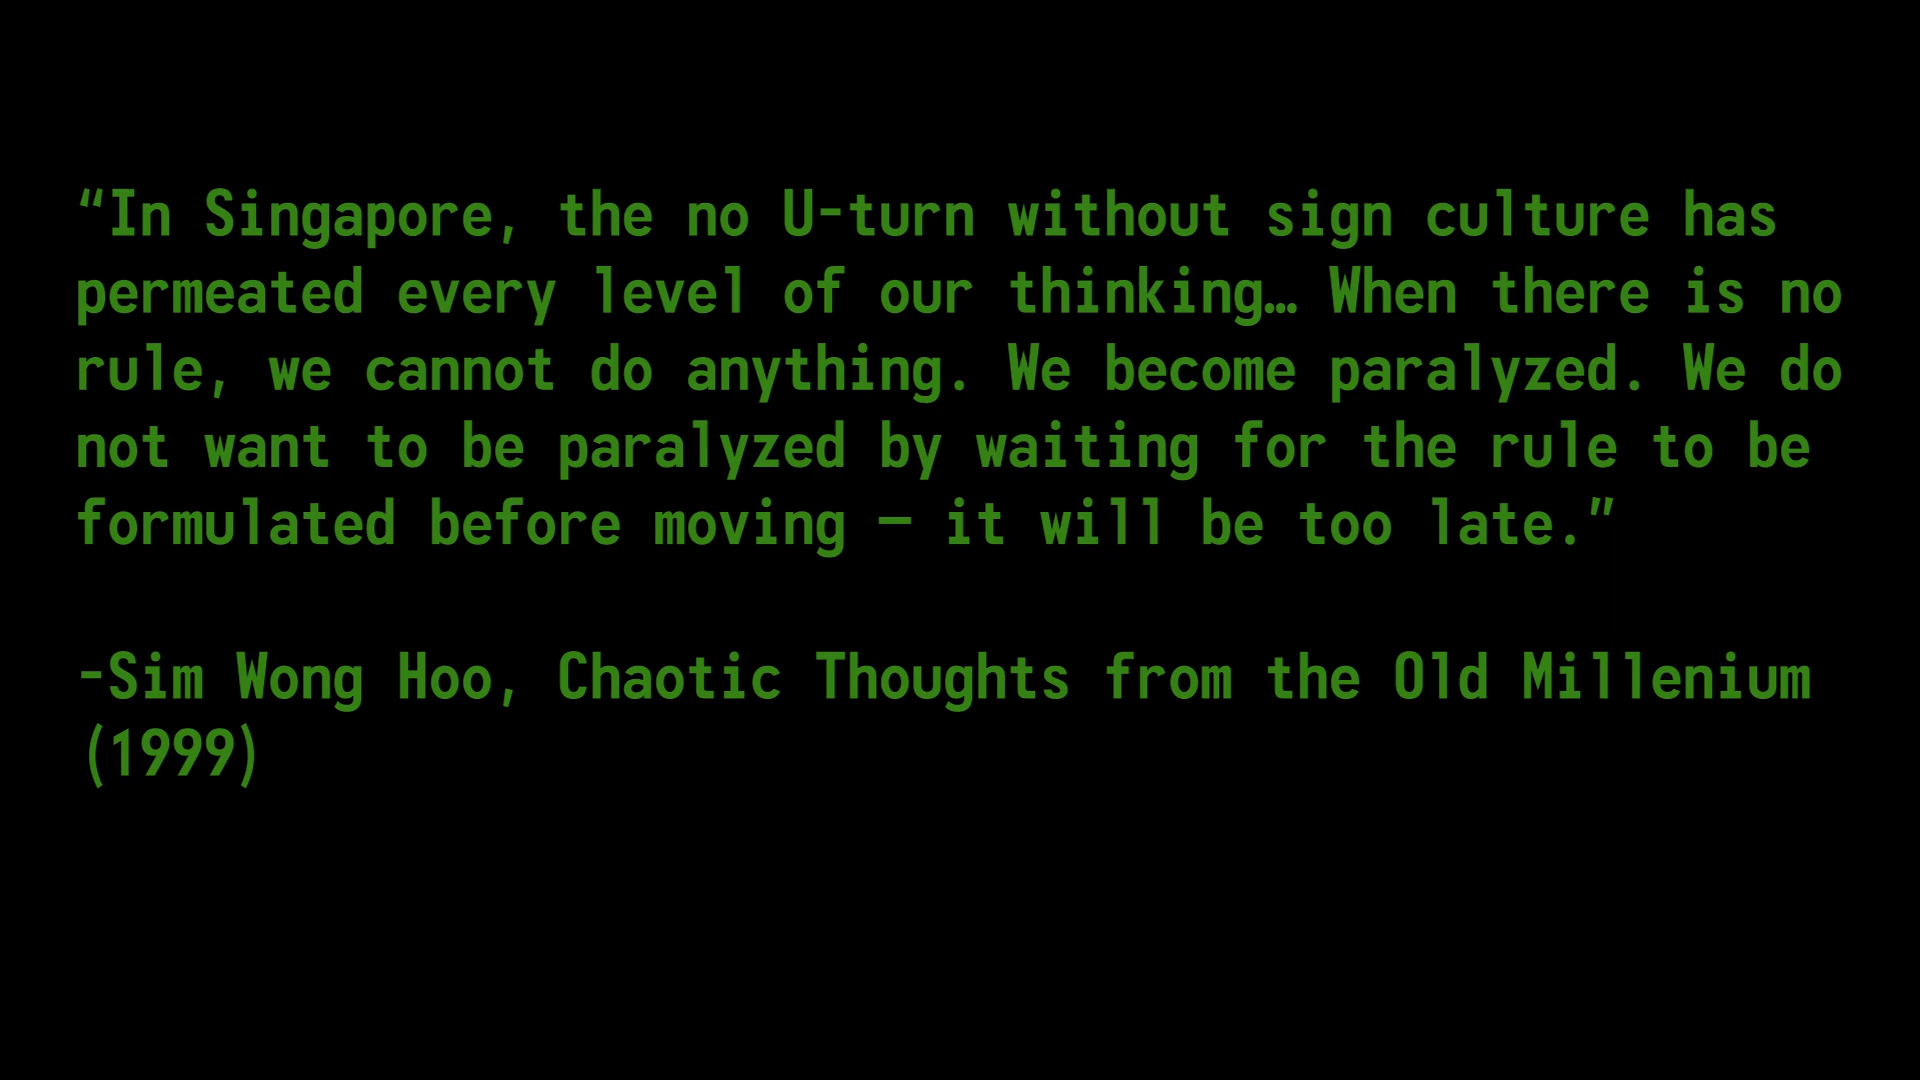 “In Singapore, the no U-turn without sign culture has
permeated every level of our thinking… When there is no
rule, we cannot do anything. We become paralyzed. We do
not want to be paralyzed by waiting for the rule to be
formulated before moving — it will be too late.”
-Sim Wong Hoo, Chaotic Thoughts from the Old Millenium
(1999)